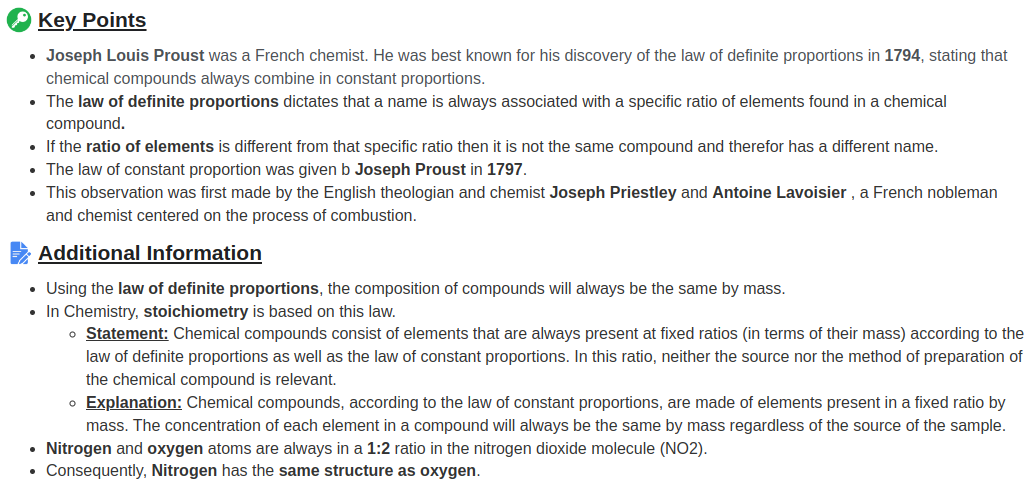 Key Points
Joseph Louis Proust was a French chemist. He was best known for his discovery of the law of definite proportions in 1794, stating that
chemical compounds always combine in constant proportions.
The law of definite proportions dictates that a name is always associated with a specific ratio of elements found in a chemical
compound.
If the ratio of elements is different from that specific ratio then it is not the same compound and therefor has a different name.
The law of constant proportion was given b Joseph Proust in 1797.
This observation was first made by the English theologian and chemist Joseph Priestley and Antoine Lavoisier , a French nobleman
and chemist centered on the process of combustion.
Additional Information
Using the law of definite proportions, the composition of compounds will always be the same by mass.
In Chemistry, stoichiometry is based on this law.
Statement: Chemical compounds consist of elements that are always present at fixed ratios (in terms of their mass) according to the
law of definite proportions as well as the law of constant proportions. In this ratio, neither the source nor the method of preparation of
the chemical compound is relevant.
Explanation: Chemical compounds, according to the law of constant proportions, are made of elements present in a fixed ratio by
mass. The concentration of each element in a compound will always be the same by mass regardless of the source of the sample.
Nitrogen and oxygen atoms are always in a 1:2 ratio in the nitrogen dioxide molecule (NO2).
Consequently, Nitrogen has the same structure as oxygen.